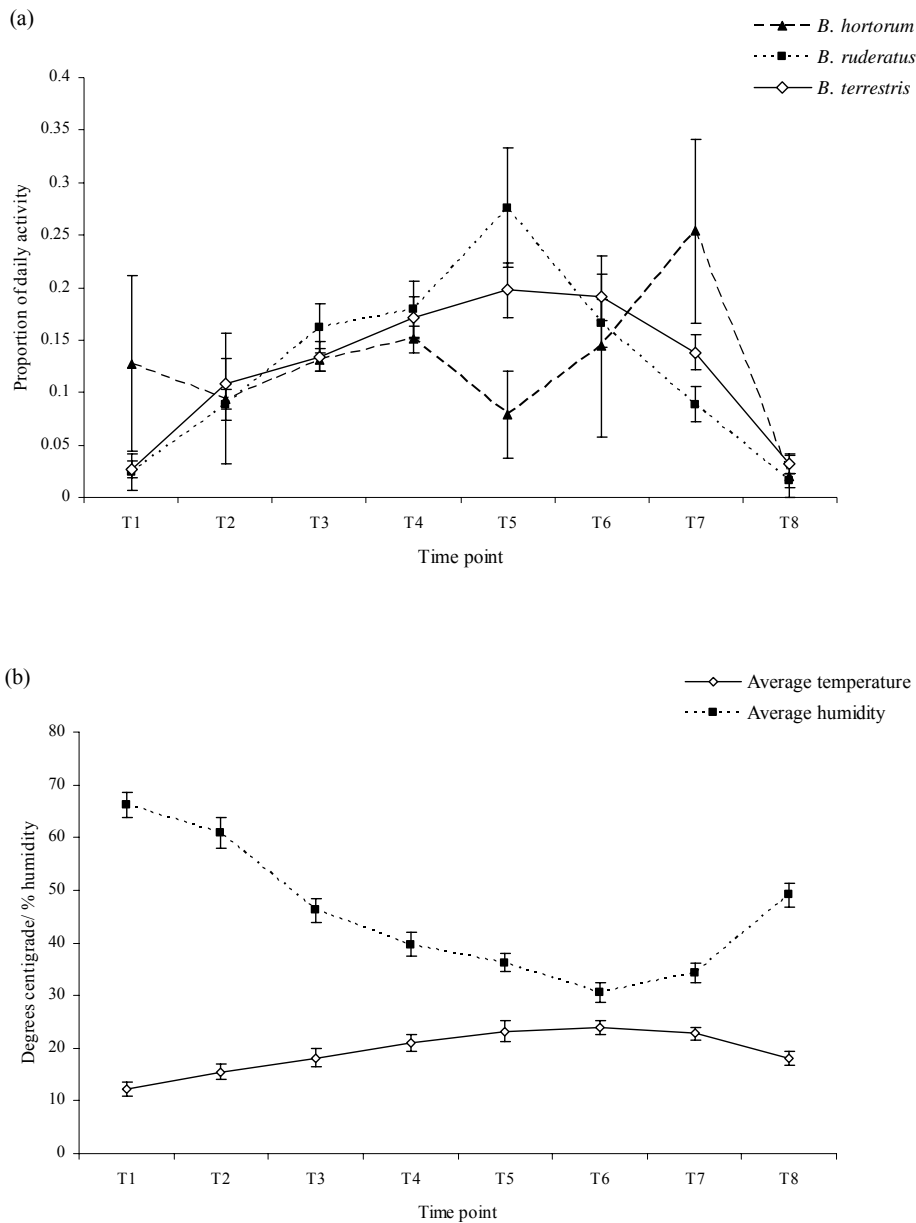 (a)
B. hortorum
B. ruderatus
B. terrestris
0.4
0.35
0.3
0.25
0.2
0.15
0.1
0.05
0
Proportion of daily activity
T1 T2 T3 T4 T5 T6 T7 T8
Time point
(b)
Average temperature
Average humidity
80
70
60
50
40
30
20
10
0
Degrees centigrade/ % humidity
T1 T2 T3 T4 T5 T6 T7 T8
Time point